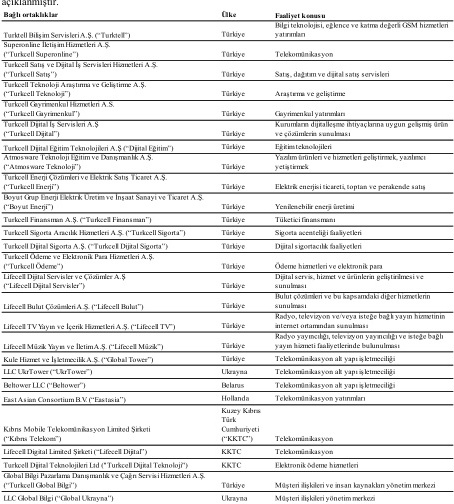 açıklanmıştır.
Bağlı ortaklıklar Ülke Faaliyet konusu
Bilgi teknolojisi, eğlence ve katma değerli GSM hizmetleri
Turktell Bilişim Servisleri A.Ş. ("Turktell") Türkiye yatırımları
Superonline İletişim Hizmetleri A.Ş.
("Turkcell Superonline") Türkiye Telekomünikasyon
Turkcell Satış ve Dijital İş Servisleri Hizmetleri A.Ş.
("Turkcell Satış") Türkiye Satış, dağıtım ve dijital satış servisleri
Turkcell Teknoloji Araştırma ve Geliştirme A.Ş.
("Turkcell Teknoloji") Türkiye Araştırma ve geliştirme
Turkcell Gayrimenkul Hizmetleri A.S.
("Turkcell Gayrimenkul") Türkiye Gayrimenkul yatırımları
Turkcell Dijital İş Servisleri A.Ş. Kurumların dijitalleşme ihtiyaçlarına uygun gelişmiş ürün
("Turkcell Dijital") Türkiye ve çözümlerin sunulması
Turkcell Dijital Eğitim Teknolojileri A.Ş ("Dijital Eğitim") Türkiye Eğitim teknolojileri
Atmosware Teknoloji Eğitim ve Danışmanlık A.Ş. Yazılım ürünleri ve hizmetleri geliştirmek, yazılımcı
("Atmosware Teknoloji") Türkiye yetiştirmek
Turkcell Enerji Çözümleri ve Elektrik Satış Ticaret A.Ş.
("Turkcell Enerji") Türkiye Elektrik enerjisi ticareti, toptan ve perakende satış
Boyut Grup Enerji Elektrik Üretim ve İnşaat Sanayi ve Ticaret A.Ş.
("Boyut Enerji") Türkiye Yenilenebilir enerji üretimi
Turkcell Finansman A.Ş. ("Turkcell Finansman") Türkiye Tüketici finansmanı
Turkcell Sigorta Aracılık Hizmetleri A.Ş. ("Turkcell Sigorta") Türkiye Sigorta acenteliği faaliyetleri
Turkcell Dijital Sigorta A.Ş. ("Turkcell Dijital Sigorta") Türkiye Dijital sigortacılık faaliyetleri
Turkcell Ödeme ve Elektronik Para Hizmetleri A.Ş.
("Turkcell Ödeme") Türkiye Ödeme hizmetleri ve elektronik para
Lifecell Dijital Servisler ve Çözümler A.Ş Dijital servis, hizmet ve ürünlerin geliştirilmesi ve
("Lifecell Dijital Servisler") Türkiye sunulması
Bulut çözümleri ve bu kapsamdaki diğer hizmetlerin
Lifecell Bulut Çözümleri A.Ş. ("Lifecell Bulut") Türkiye sunulması
Radyo, televizyon ve/veya isteğe bağlı yayın hizmetinin
Lifecell TV Yayın ve İçerik Hizmetleri A.Ş. ("Lifecell TV") Türkiye internet ortamından sunulması
Radyo yayıncılığı, televizyon yayıncılığı ve isteğe bağlı
Lifecell Müzik Yayın ve İletim A.Ş. ("Lifecell Müzik") Türkiye yayın hizmeti faaliyetlerinde bulunulması
Kule Hizmet ve İşletmecilik A.Ş. ("Global Tower") Türkiye Telekomünikasyon alt yapı işletmeciliği
LLC UkrTower ("UkrTower") Ukrayna Telekomünikasyon alt yapı işletmeciliği
Beltower LLC ("Beltower") Belarus Telekomünikasyon alt yapı işletmeciliği
East Asian Consortium B.V. ("Eastasia") Hollanda Telekomünikasyon yatırımları
Kuzey Kıbrıs
Türk
Kıbrıs Mobile Telekomünikasyon Limited Şirketi Cumhuriyeti
("Kıbrıs Telekom") ("KKTC") Telekomünikasyon
Lifecell Digital Limited Şirketi ("Lifecell Digital") KKTC Telekomünikasyon
Turkcell Dijital Teknolojileri Ltd ("Turkcell Dijital Teknoloji") KKTC Elektronik ödeme hizmetleri
Global Bilgi Pazarlama Danışmanlık ve Çağrı Servisi Hizmetleri A.Ş.
("Turkcell Global Bilgi") Türkiye Müşteri ilişkileri ve insan kaynakları yönetim merkezi
LLC Global Bilgi ("Global Ukrayna") Ukrayna Müşteri ilişkileri yönetim merkezi